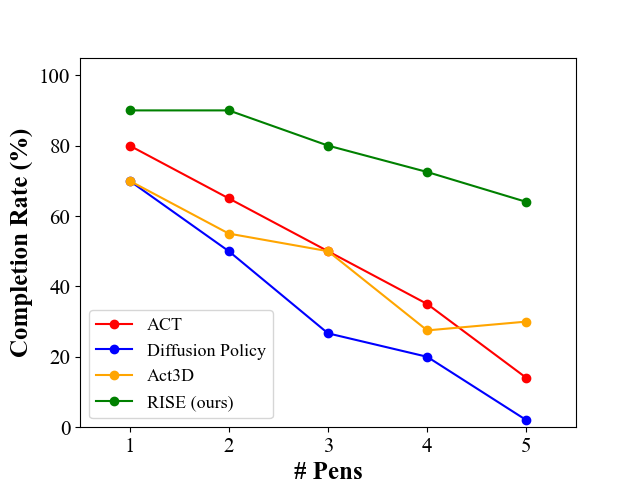 Completion Rate (%)
100
80
60
40
20
0
ACT
Diffusion Policy
Act3D
RISE (ours)
1 2 3 4 5
# Pens